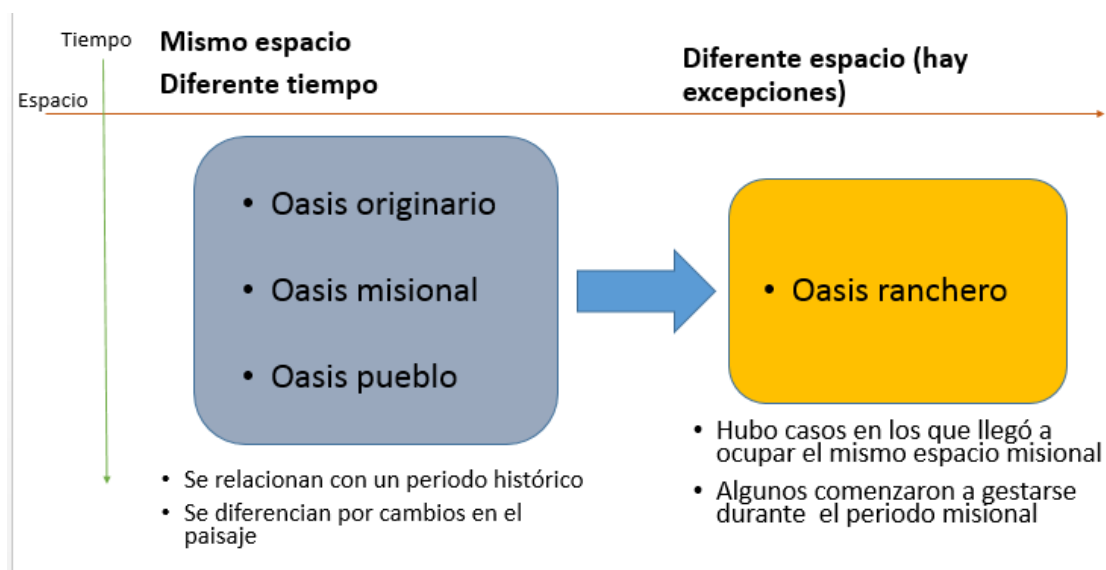 Tiempo
Mismo espacio
Diferente tiempo
Espacio
Diferente espacio (hay
excepciones)
• Oasis originario
• Oasis misional
• Oasis pueblo
• Oasis ranchero
• Se relacionan con un periodo histórico
• Se diferencian por cambios en el
paisaje
• Hubo casos en los que llegó a
ocupar el mismo espacio misional
• Algunos comenzaron a gestarse
durante el periodo misional